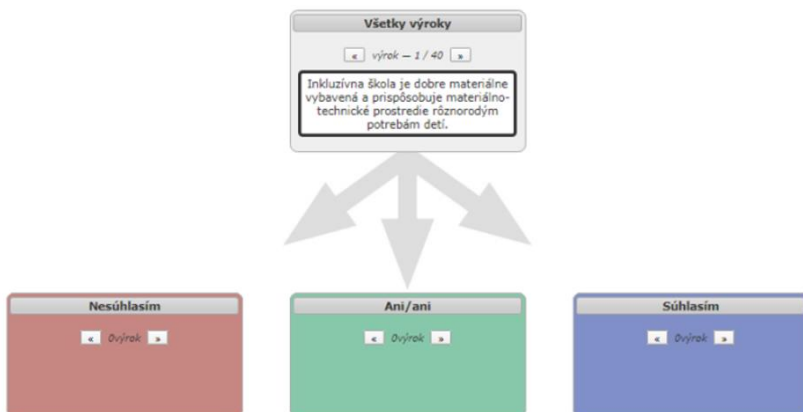 Všetky výroky
« výrok — 1 / 40 »
Inkluzívna škola je dobre materiálne
vybavená a prispôsobuje materiálno-
technické prostredie rôznorodým
potrebám detí.
Nesúhlasím
« 0výrok »
Ani/ani
« 0výrok »
Súhlasím
« 0výrok »